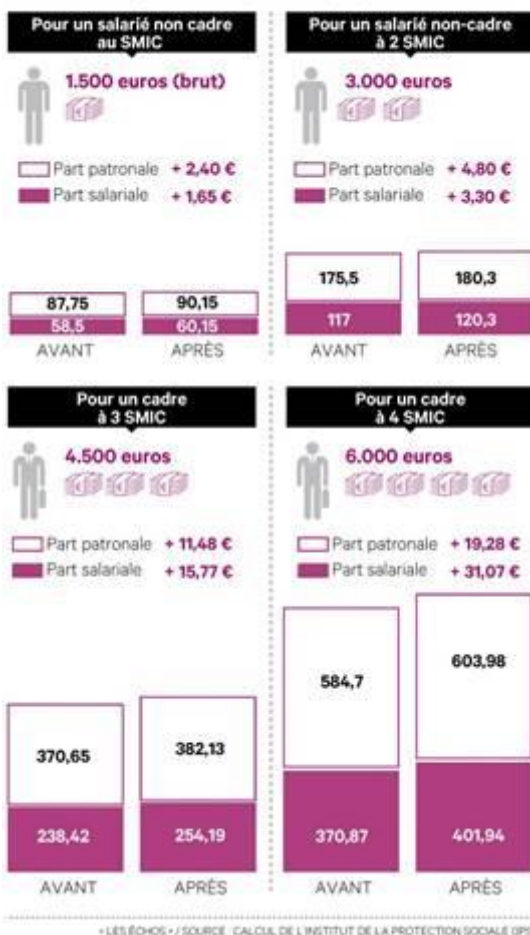 Pour un salarié non cadre
au SMIC
1.500 euros (brut)
Part patronale + 2,40 €
Part salariale + 1,65 €
87,75
90,15
58,5
60,15
AVANT
APRÈS
Pour un salarié non-cadre
à 2 SMIC
3.000 euros
Part patronale + 4,80 €
Part salariale + 3,30 €
175,5
180,3
117
120,3
AVANT
APRÈS
Pour un cadre
à 3 SMIC
4.500 euros
Part patronale + 11,48 €
Part salariale + 15,77 €
370,65
382,13
238,42
254,19
AVANT
APRÈS
Pour un cadre
à 4 SMIC
6.000 euros
Part patronale + 19,28 €
Part salariale + 31,07 €
584,7
603,98
370,87
401,94
AVANT
APRÈS
« LES ÉCHOS » / SOURCE : CALCUL DE L'INSTITUT DE LA PROTECTION SOCIALE